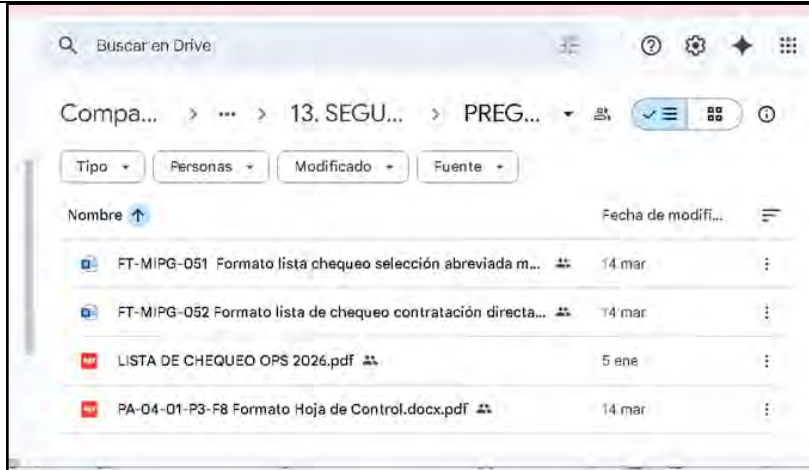 Buscar en Drive
Compa... > ... > 13. SEGU... > PREG...
Tipo Personas Modificado Fuente
Nombre Fecha de modifi...
FT-MIPG-051 Formato lista chequeo selección abreviada m... 14 mar
FT-MIPG-052 Formato lista de chequeo contratación directa... 14 mar
LISTA DE CHEQUEO OPS 2026.pdf 5 ene
PA-04-01-P3-F8 Formato Hoja de Control.docx.pdf 14 mar